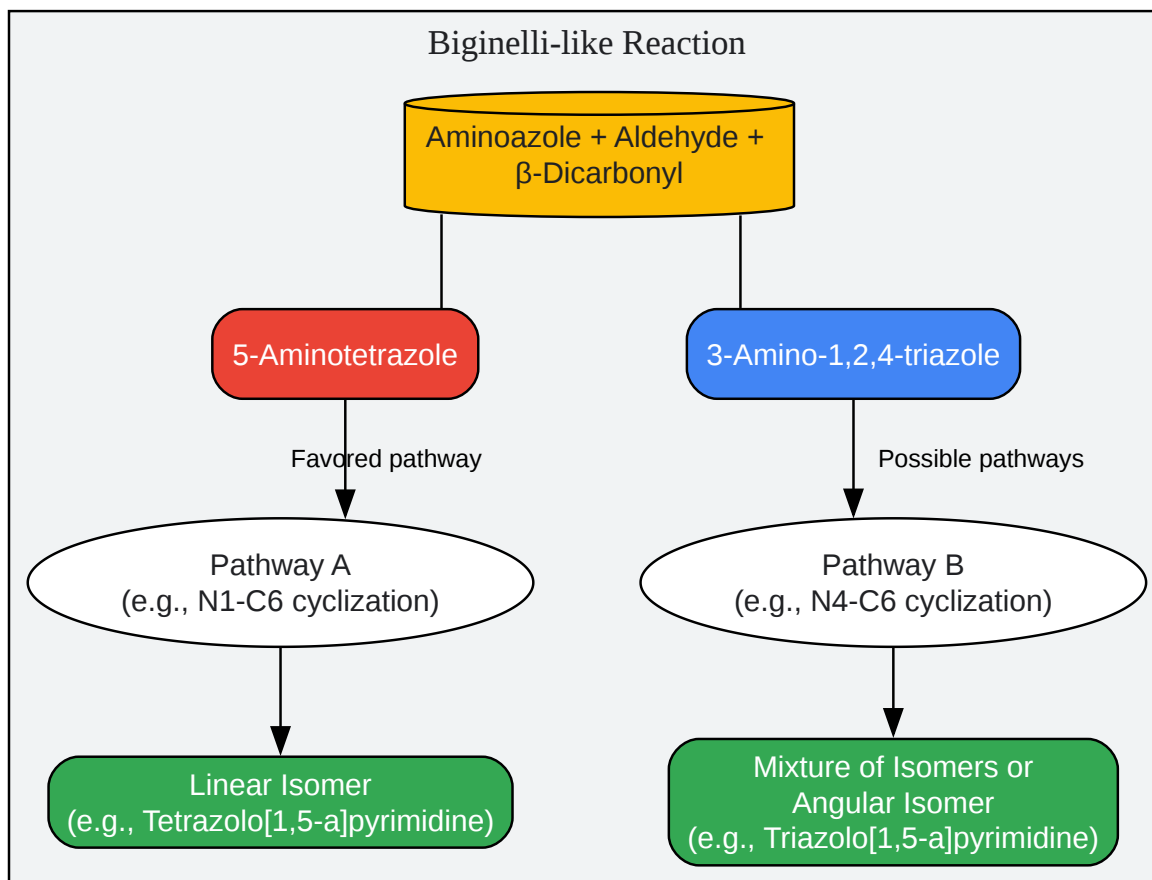 Biginelli-like Reaction
Aminoazole + Aldehyde +
β-Dicarbonyl
5-Aminotetrazole
3-Amino-1,2,4-triazole
Favored pathway
Possible pathways
Pathway A
(e.g., N1-C6 cyclization)
Pathway B
(e.g., N4-C6 cyclization)
Linear Isomer
(e.g., Tetrazolo[1,5-a]pyrimidine)
Mixture of Isomers or
Angular Isomer
(e.g., Triazolo[1,5-a]pyrimidine)